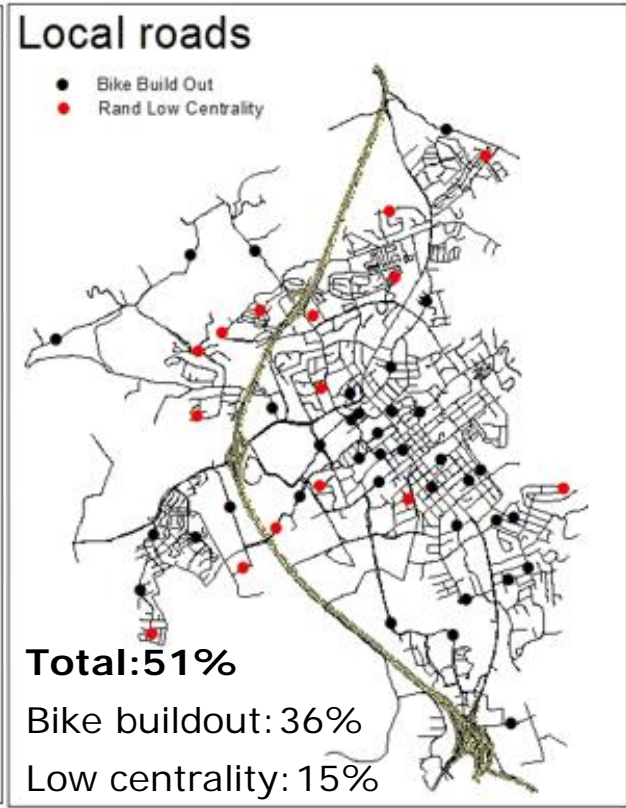 Local roads
Bike Build Out
Rand Low Centrality
Total:51%
Bike buildout:36%
Low centrality:15%